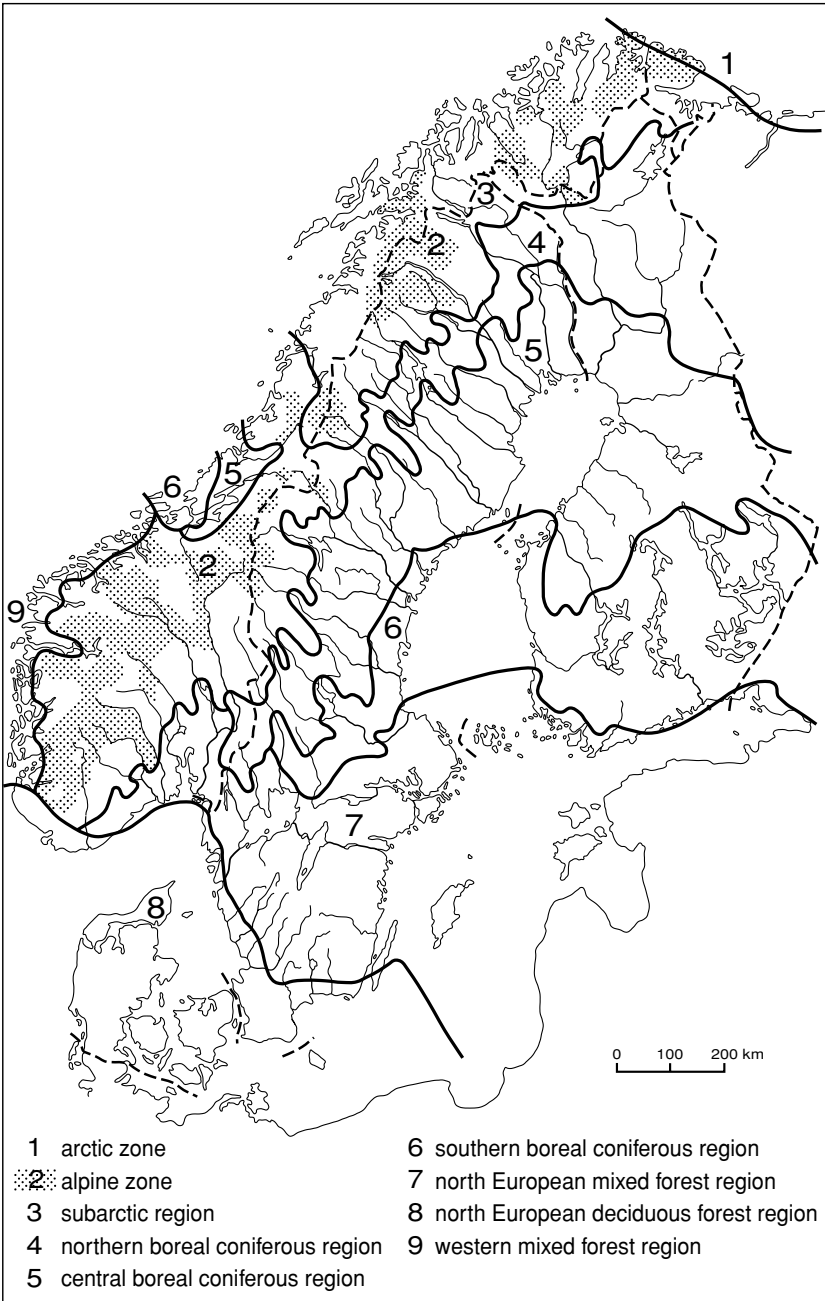 1
3
2
4
5
6
5
2
9
6
7
8
0 100 200 km
1 arctic zone
2 alpine zone
3 subarctic region
4 northern boreal coniferous region
5 central boreal coniferous region
6 southern boreal coniferous region
7 north European mixed forest region
8 north European deciduous forest region
9 western mixed forest region